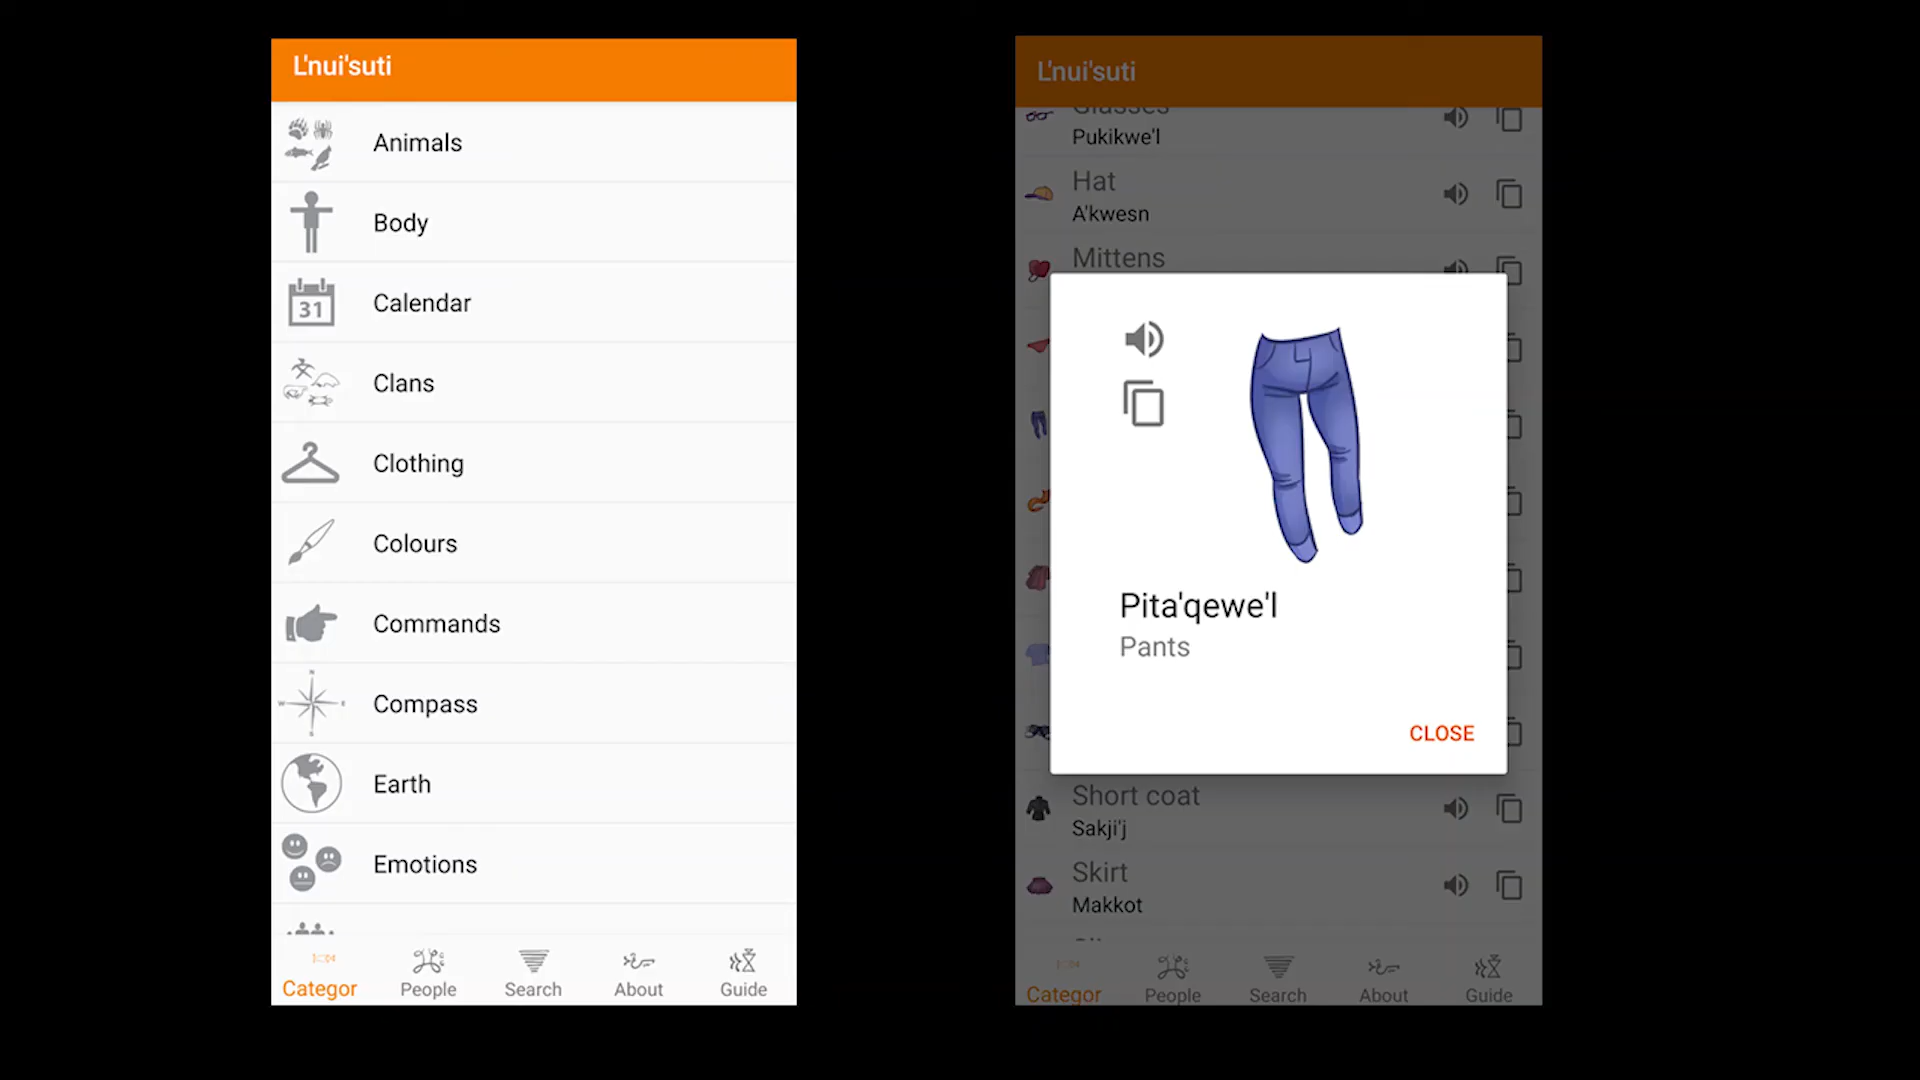 L'nui'suti
Animals
Body
31
Calendar
Clans
Clothing
Colours
Commands
N
W E
S
Compass
Earth
Emotions
Categor
People
Search
About
Guide
L'nui'suti
Glasses
Pukikwe'l
Hat
A'kwesn
Mittens
Pita'qewe'l
Pants
CLOSE
Short coat
Sakji'j
Skirt
Makkot
Categor
People
Search
About
Guide